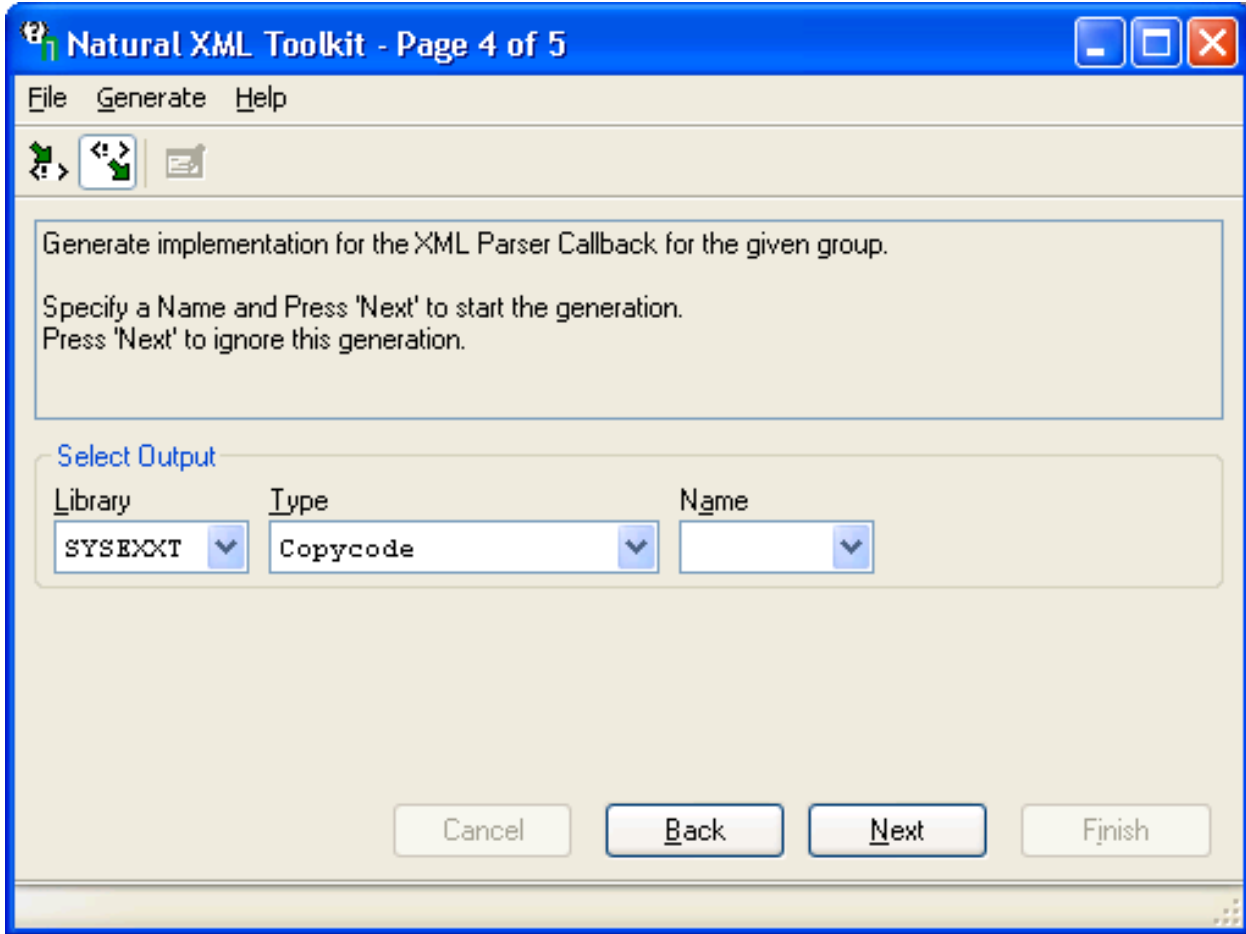 Natural XML Toolkit - Page 4 of 5
File Generate Help
Generate implementation for the XML Parser Callback for the given group.
Specify a Name and Press 'Next' to start the generation.
Press 'Next' to ignore this generation.
Select Output
Library Type Name
SYSEXXT Copycode
Cancel Back Next Finish